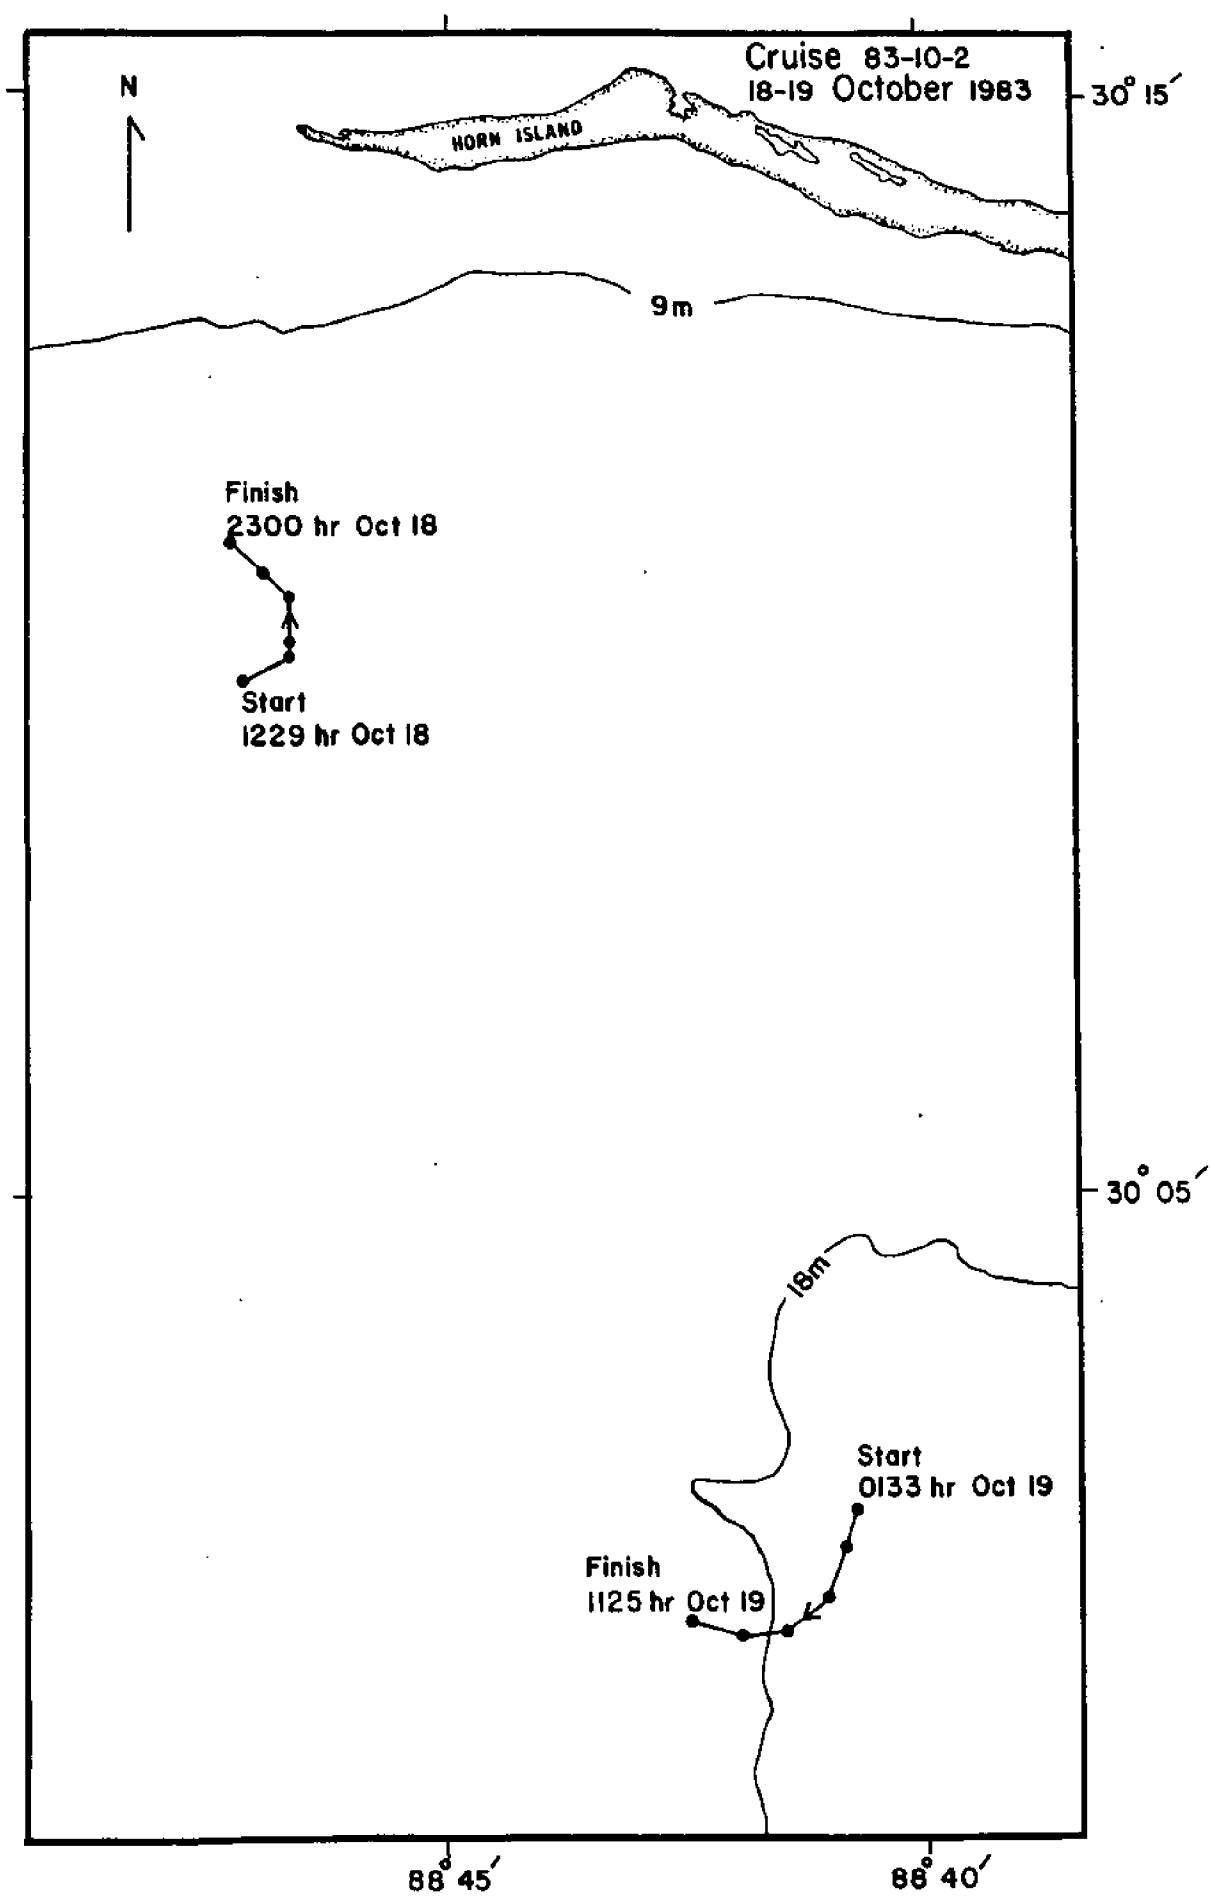 Cruise 83-10-2
18-19 October 1983
N
30° 15′
HORN ISLAND
9m
Finish
2300 hr Oct 18
Start
1229 hr Oct 18
30° 05′
18m
Start
0133 hr Oct 19
Finish
1125 hr Oct 19
88° 45′
88° 40′